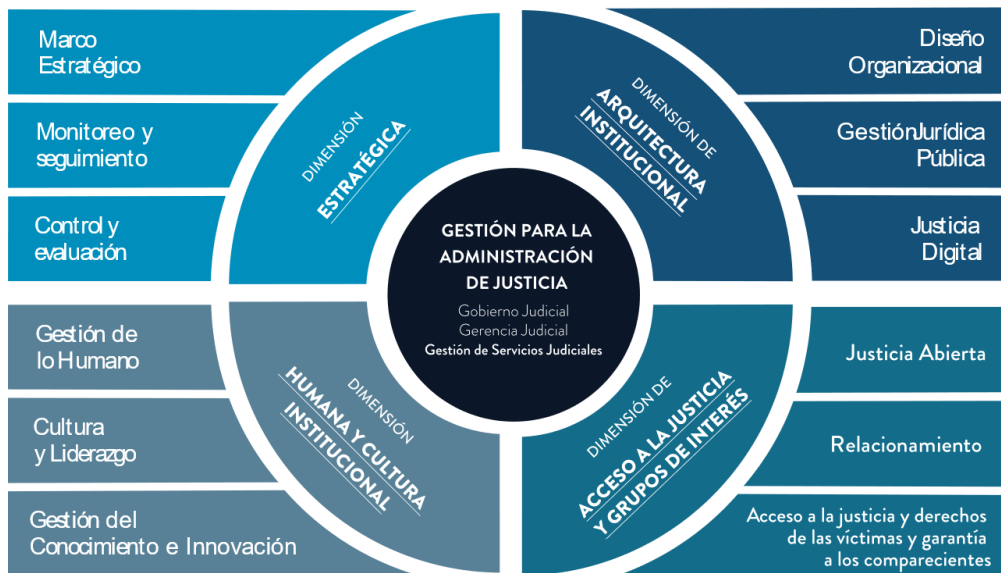 Marco
Estratégico
Monitoreo y
seguimiento
Control y
evaluación
DIMENSIÓN
ESTRATÉGICA
DIMENSIÓN DE
ARQUITECTURA
INSTITUCIONAL
Diseño
Organizacional
GestiónJurídica
Pública
Justicia
Digital
GESTIÓN PARA LA
ADMINISTRACIÓN
DE JUSTICIA
Gobierno Judicial
Gerencia Judicial
Gestión de Servicios Judiciales
Gestión de
lo Humano
Cultura
y Liderazgo
Gestión del
Conocimiento e Innovación
DIMENSIÓN
HUMANA Y CULTURA
INSTITUCIONAL
DIMENSIÓN DE
ACCESO A LA JUSTICIA
Y GRUPOS DE INTERÉS
Justicia Abierta
Relacionamiento
Acceso a la justicia y derechos
de las víctimas y garantía
a los comparecientes